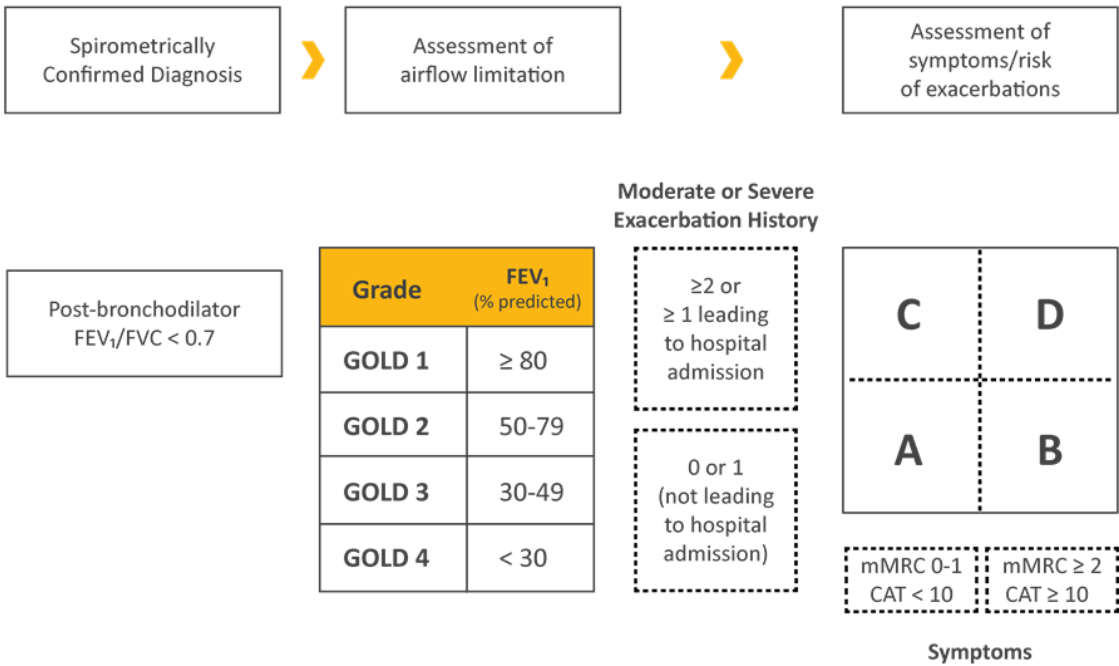 Spirometrically
Confirmed Diagnosis
Assessment of
airflow limitation
Assessment of
symptoms/risk
of exacerbations
Moderate or Severe
Exacerbation History
Post-bronchodilator
FEV₁/FVC < 0.7
Grade
FEV₁
(% predicted)
GOLD 1
≥ 80
GOLD 2
50-79
GOLD 3
30-49
GOLD 4
< 30
≥2 or
≥ 1 leading
to hospital
admission
0 or 1
(not leading
to hospital
admission)
C
D
A
B
mMRC 0-1
CAT < 10
mMRC ≥ 2
CAT ≥ 10
Symptoms